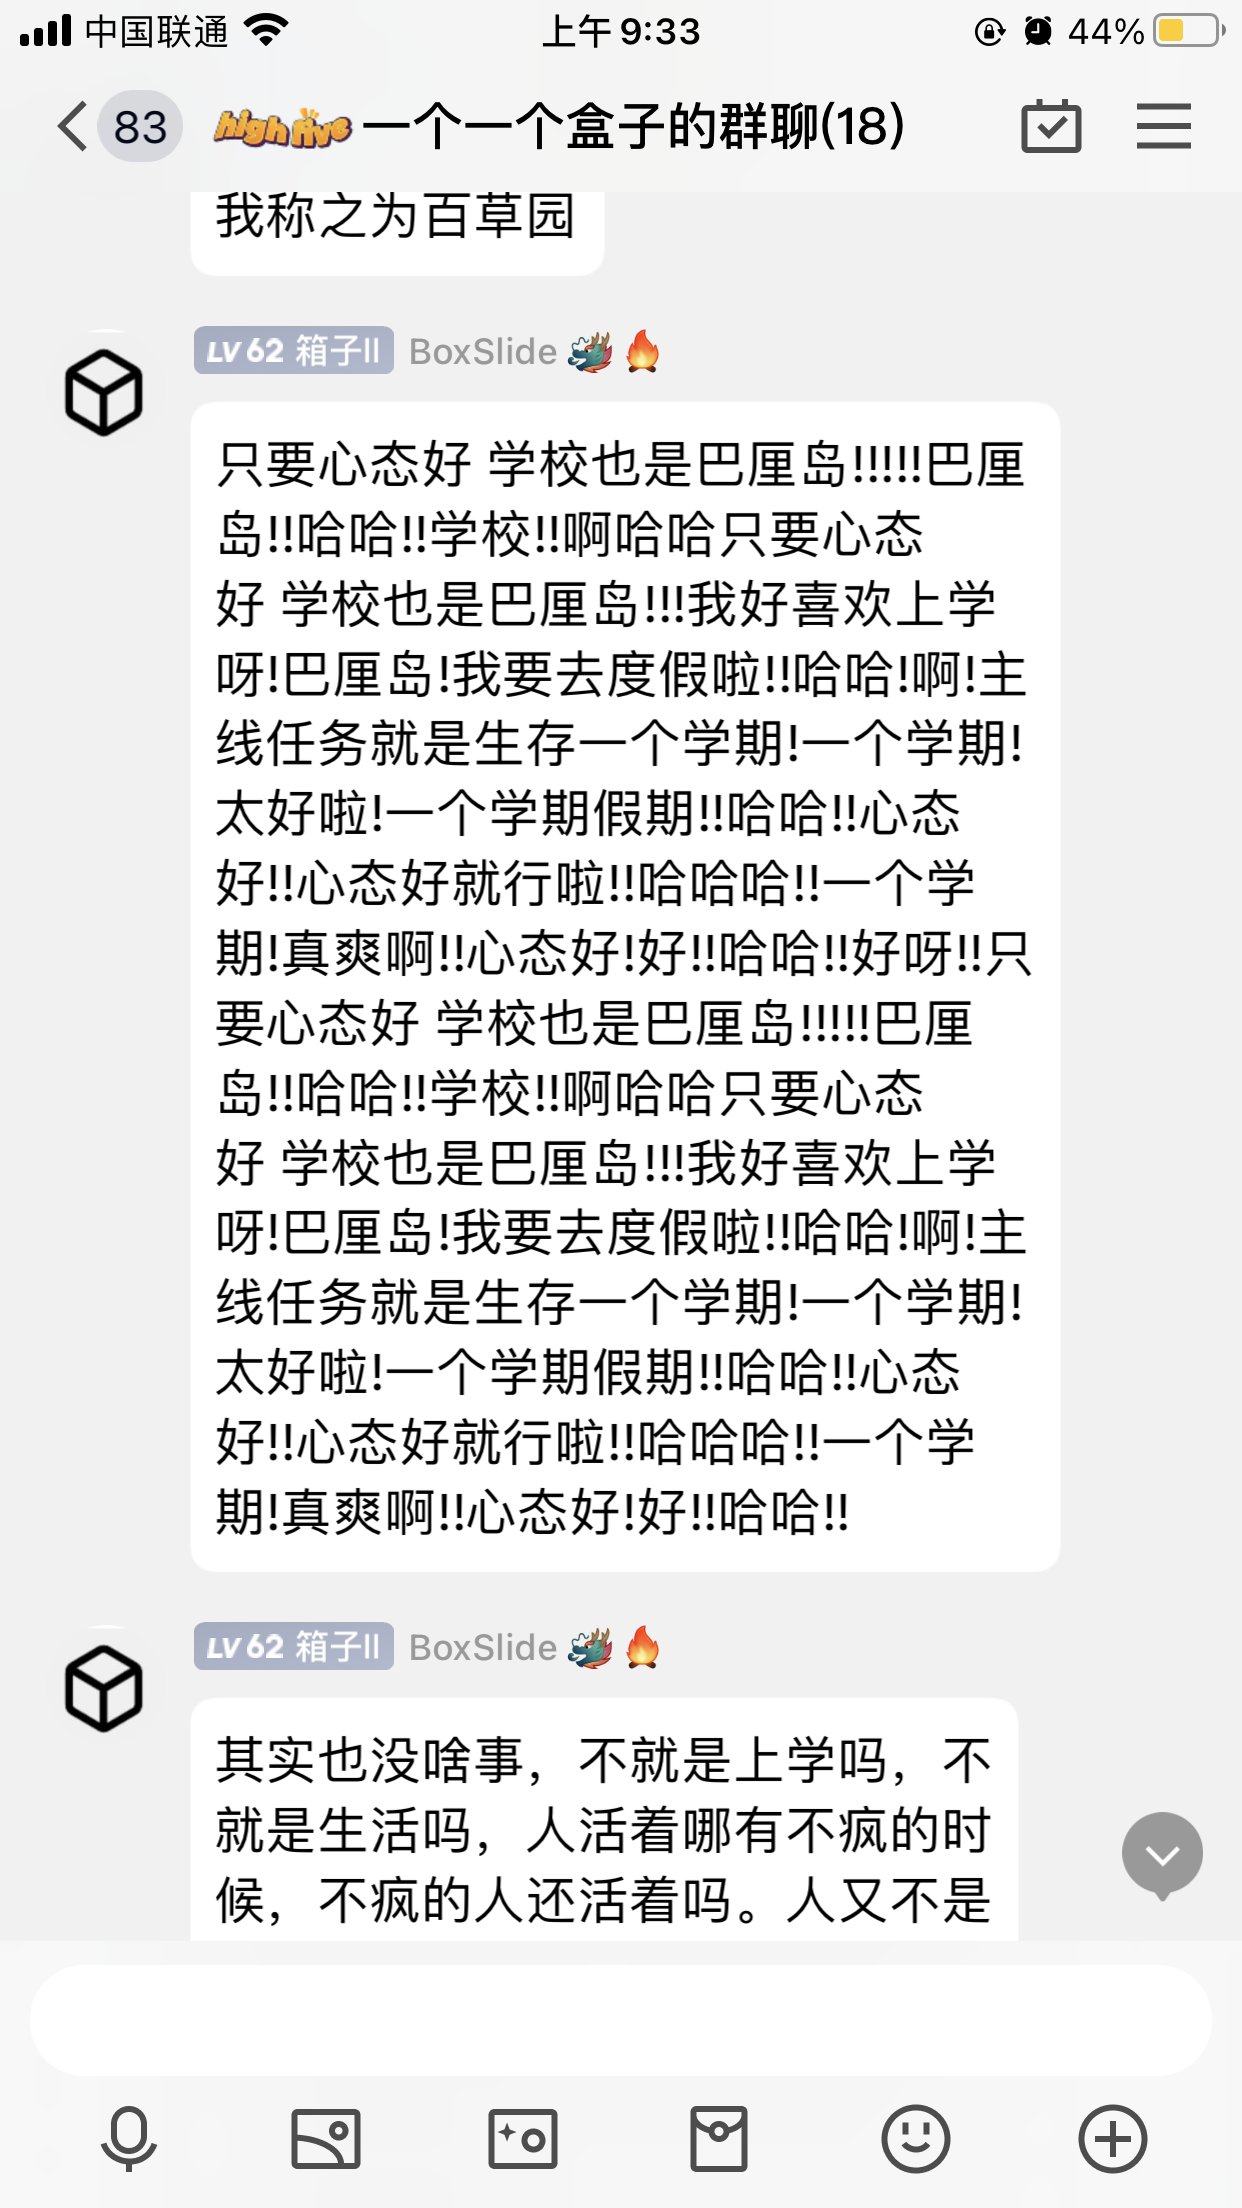 中国联通 上午 9:33 44%
83 high five 一个一个盒子的群聊(18)
我称之为百草园
LV 62 箱子II BoxSlide
只要心态好 学校也是巴厘岛!!!!!巴厘
岛!!哈哈!!学校!!啊哈哈只要心态
好 学校也是巴厘岛!!!我好喜欢上学
呀!巴厘岛!我要去度假啦!!哈哈!啊!主
线任务就是生存一个学期!一个学期!
太好啦!一个学期假期!!哈哈!!心态
好!!心态好就行啦!!哈哈哈!!一个学
期!真爽啊!!心态好!好!!哈哈!!好呀!!只
要心态好 学校也是巴厘岛!!!!!巴厘
岛!!哈哈!!学校!!啊哈哈只要心态
好 学校也是巴厘岛!!!我好喜欢上学
呀!巴厘岛!我要去度假啦!!哈哈!啊!主
线任务就是生存一个学期!一个学期!
太好啦!一个学期假期!!哈哈!!心态
好!!心态好就行啦!!哈哈哈!!一个学
期!真爽啊!!心态好!好!!哈哈!!
LV 62 箱子II BoxSlide
其实也没啥事，不就是上学吗，不
就是生活吗，人活着哪有不疯的时
候，不疯的人还活着吗。人又不是